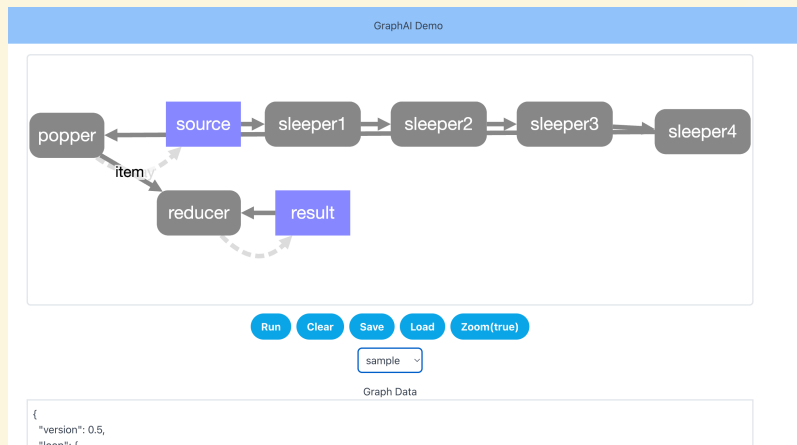 GraphAI Demo
source
sleeper1
sleeper2
sleeper3
sleeper4
popper
item
reducer
result
Run
Clear
Save
Load
Zoom(true)
sample
Graph Data
{
"version": 0.5,
"loop": {